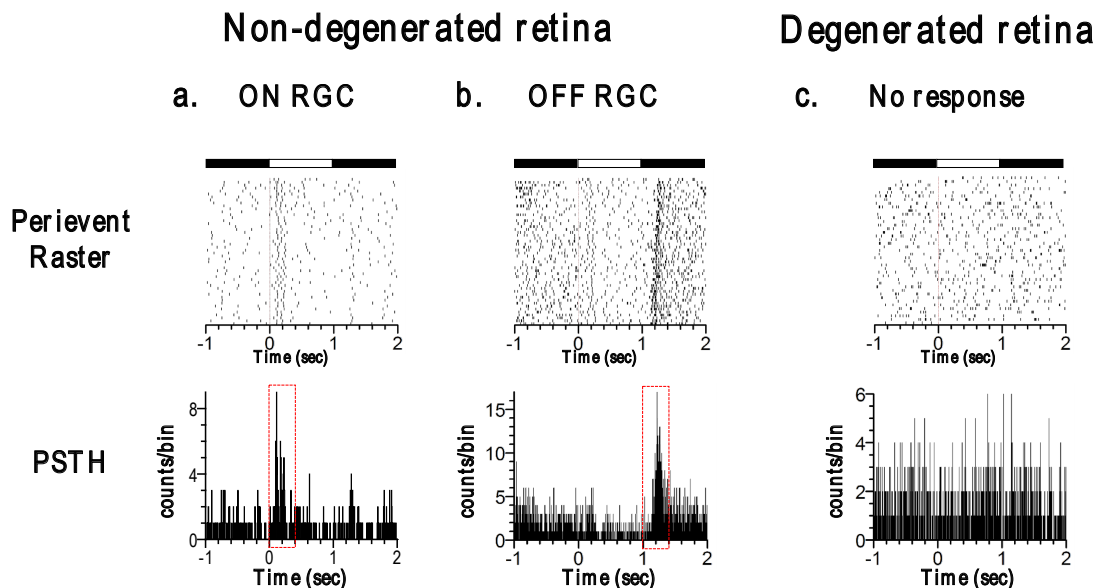 Non-degenerated retina
Degenerated retina
a. ON RGC
b. OFF RGC
c. No response
Perievent
Raster
-1 0 1 2
Time (sec)
-1 0 1 2
Time (sec)
-1 0 1 2
Time (sec)
PSTH
counts/bin
8
4
0
-1 0 1 2
Time (sec)
counts/bin
15
10
5
0
-1 0 1 2
Time (sec)
counts/bin
6
4
2
0
-1 0 1 2
Time (sec)